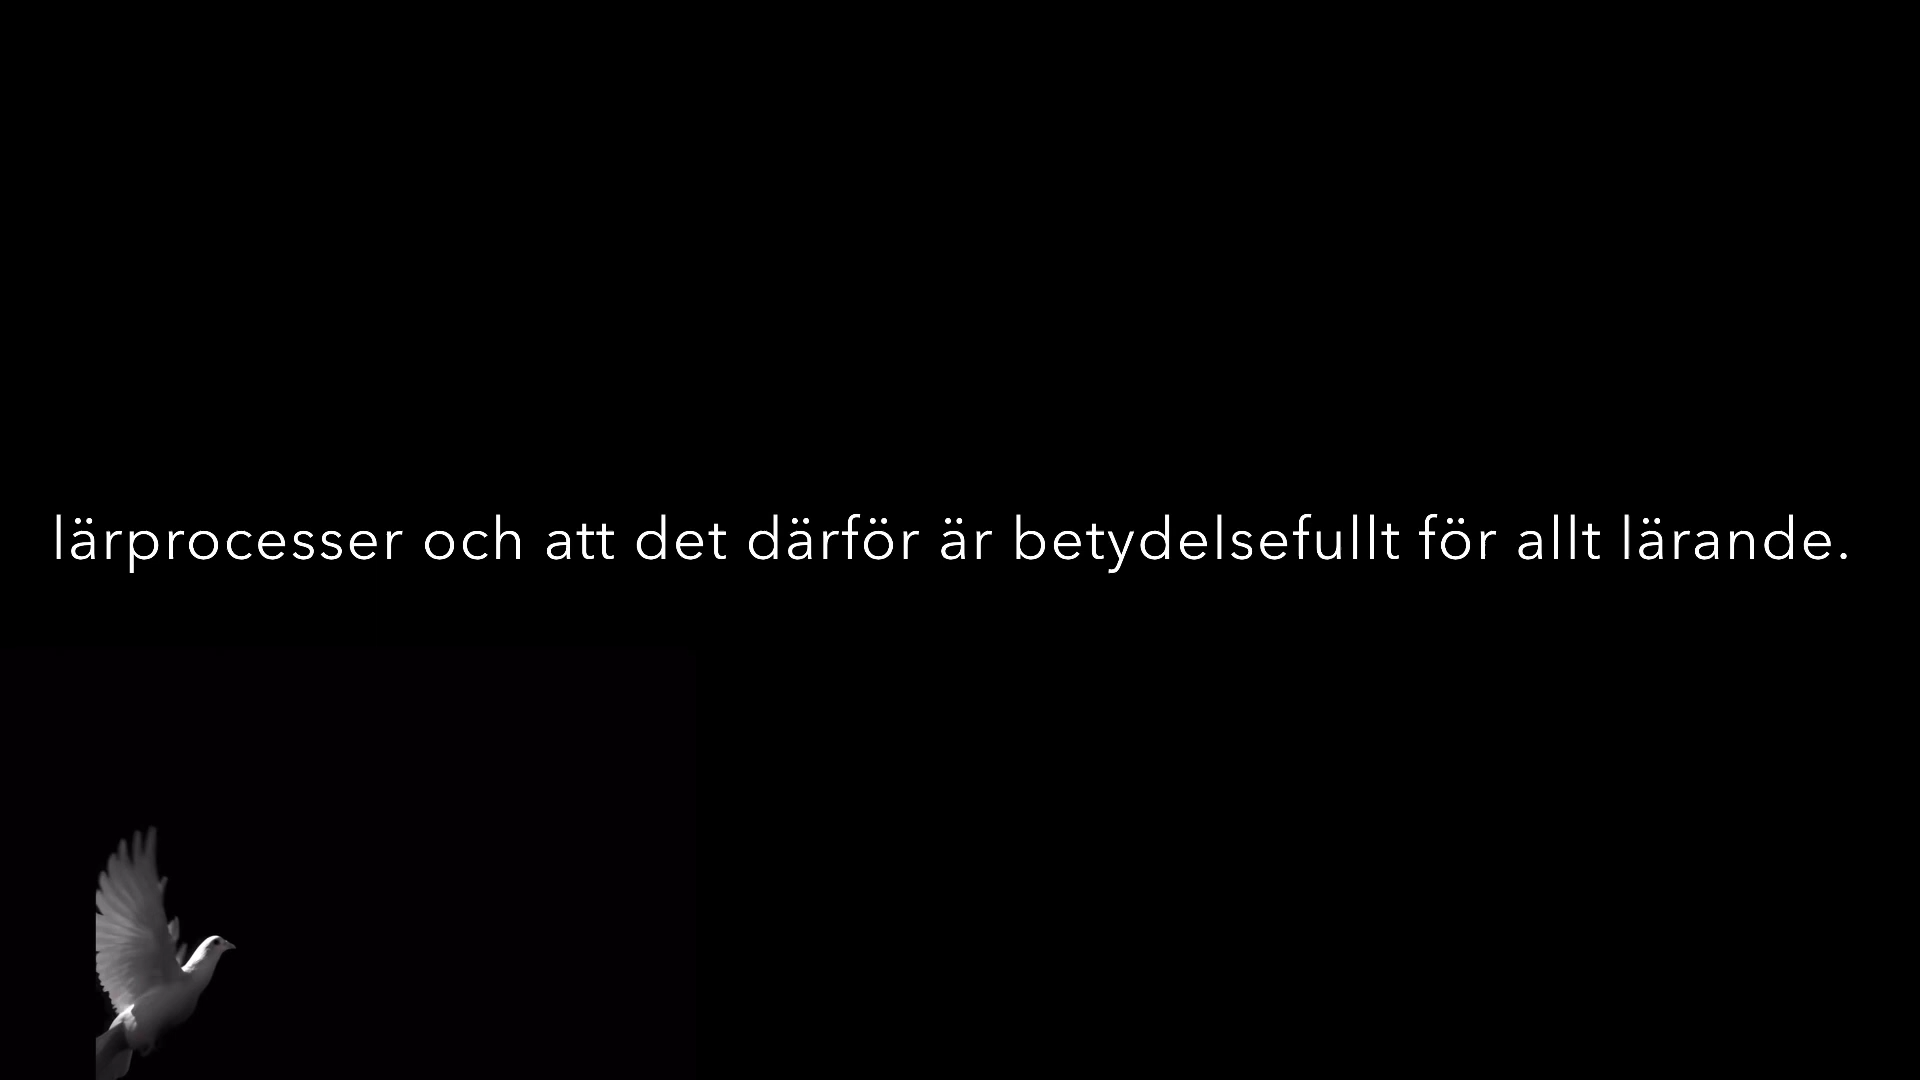 lärprocesser och att det därför är betydelsefullt för allt lärande.